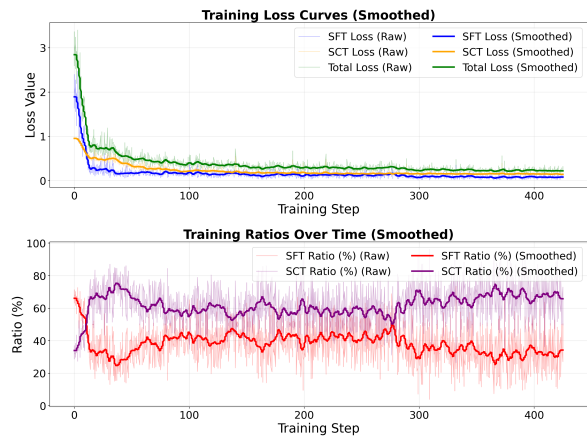 Training Loss Curves (Smoothed)
SFT Loss (Raw)
SCT Loss (Raw)
Total Loss (Raw)
SFT Loss (Smoothed)
SCT Loss (Smoothed)
Total Loss (Smoothed)
Loss Value
3
2
1
0
0
100
200
300
400
Training Step
Training Ratios Over Time (Smoothed)
SFT Ratio (%) (Raw)
SCT Ratio (%) (Raw)
SFT Ratio (%) (Smoothed)
SCT Ratio (%) (Smoothed)
Ratio (%)
100
80
60
40
20
0
0
100
200
300
400
Training Step